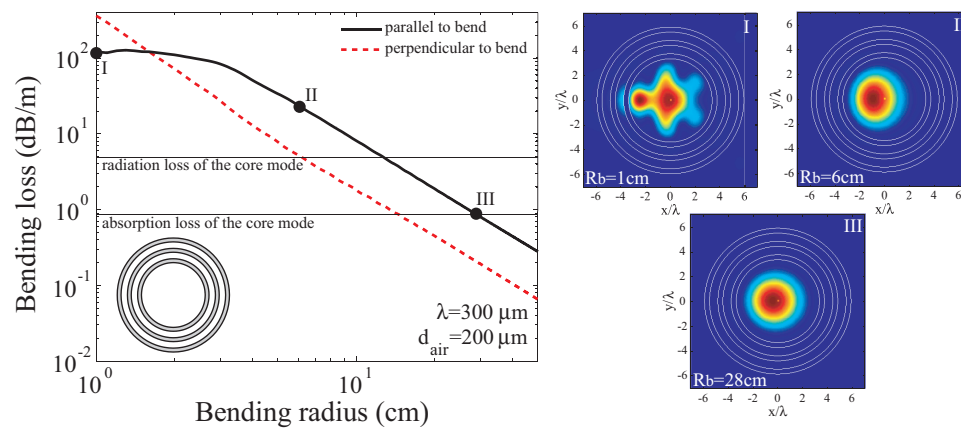 Bending loss (dB/m)
10²
10¹
10⁰
10⁻¹
10²
parallel to bend
perpendicular to bend
I
II
III
radiation loss of the core mode
absorption loss of the core mode
λ=300 μm
d_air=200 μm
10⁰
10¹
Bending radius (cm)
I
y/λ
6
4
2
0
-2
-4
-6
Rb=1cm
-6 -4 -2 0 2 4 6
x/λ
y/λ
6
4
2
0
-2
-4
-6
Rb=6cm
-6 -4 -2 0 2 4 6
x/λ
III
y/λ
6
4
2
0
-2
-4
-6
Rb=28cm
-6 -4 -2 0 2 4 6
x/λ